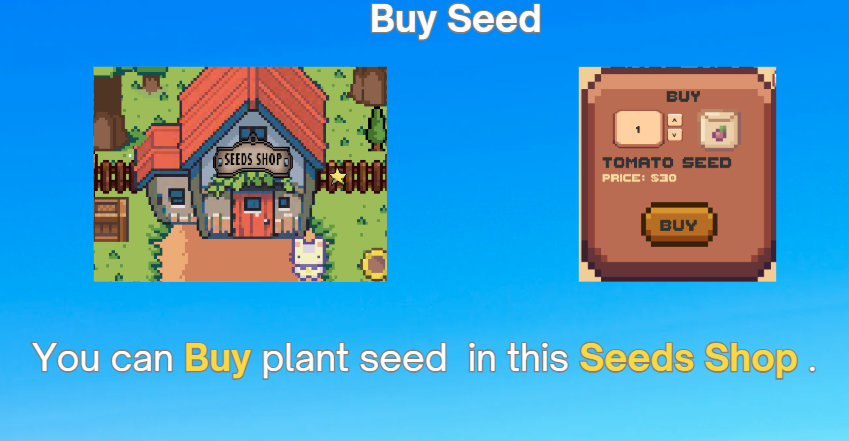 Buy Seed
SEEDS SHOP
BUY
1
TOMATO SEED
PRICE: $30
BUY
You can Buy plant seed in this Seeds Shop .